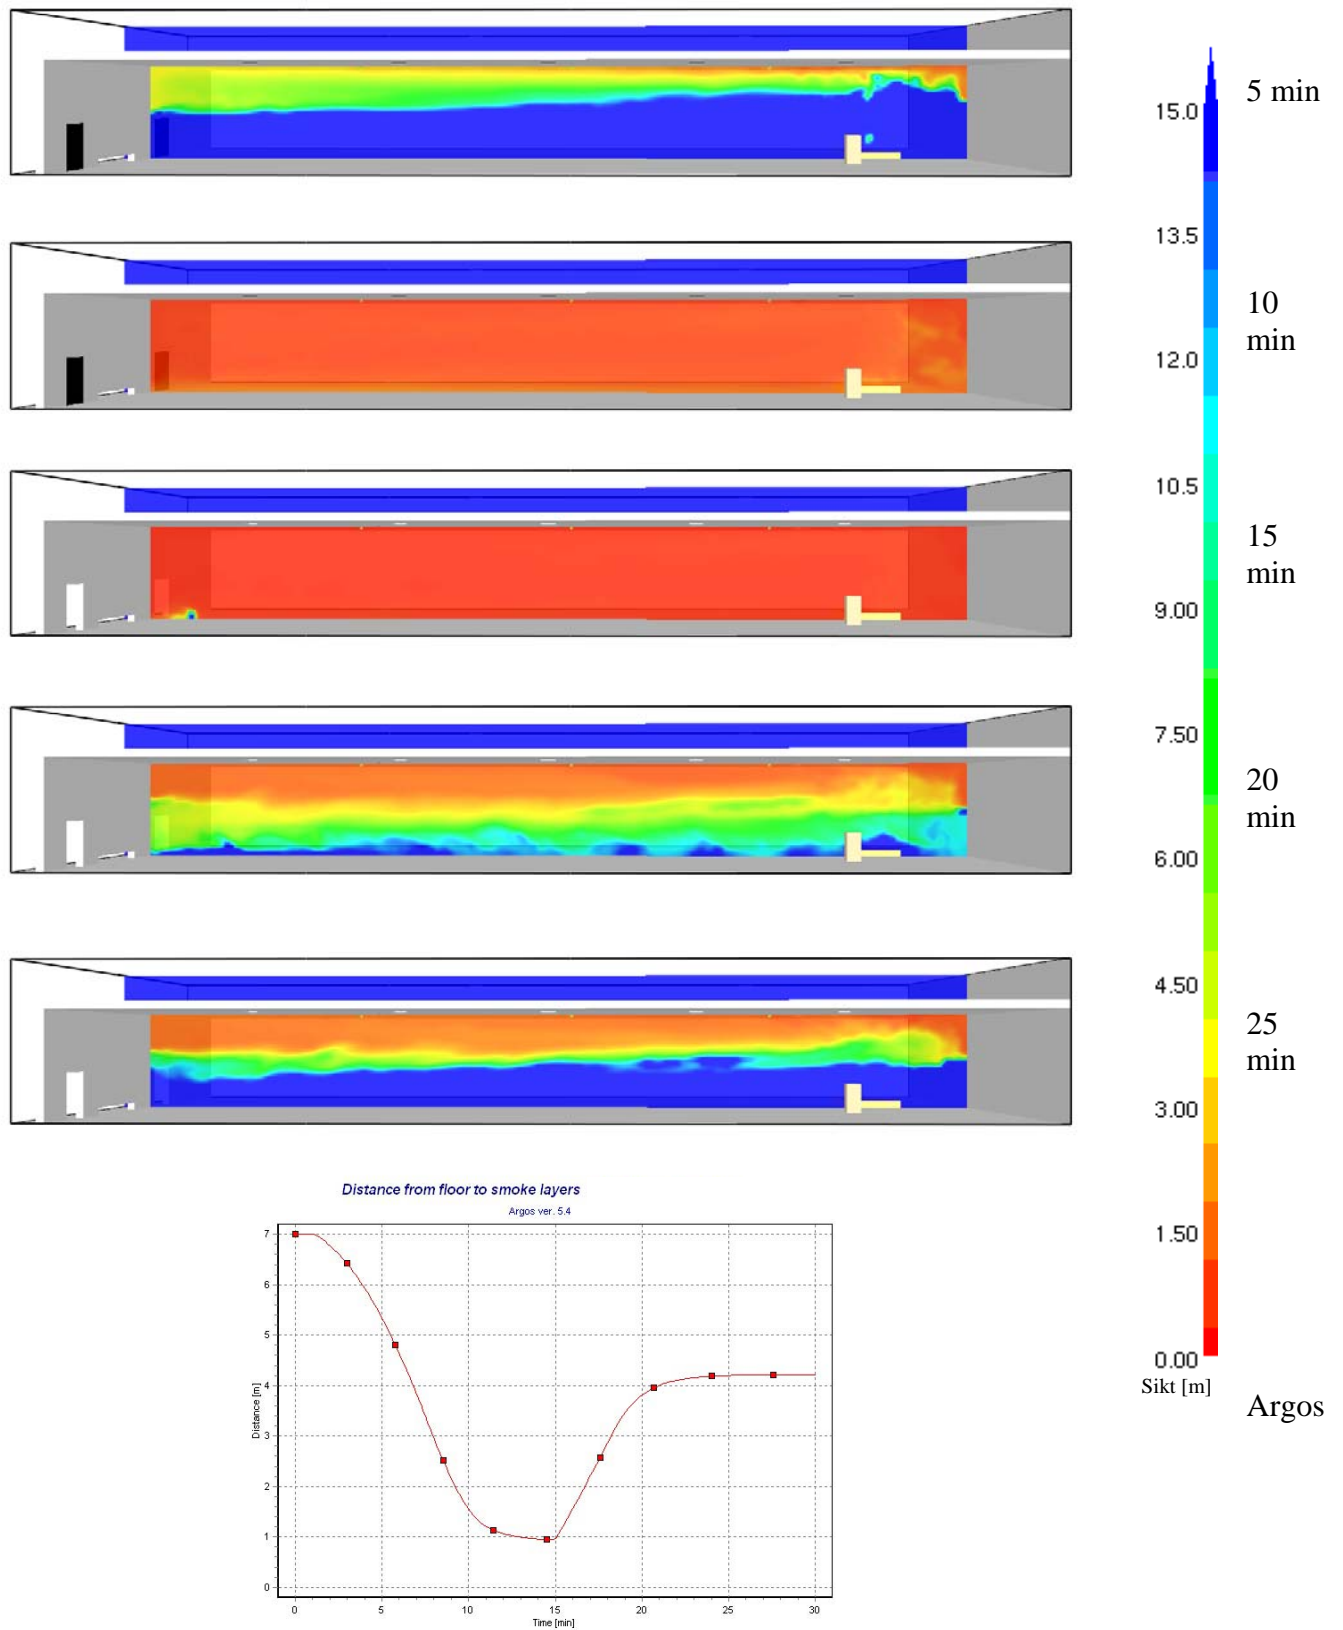 5 min
15.0
13.5
10
min
12.0
10.5
15
min
9.00
7.50
20
min
6.00
4.50
25
min
3.00
1.50
0.00
Sikt [m]
Argos
Distance from floor to smoke layers
Argos ver. 5.4
7
6
5
4
3
2
1
0
Distance [m]
0 5 10 15 20 25 30
Time [min]